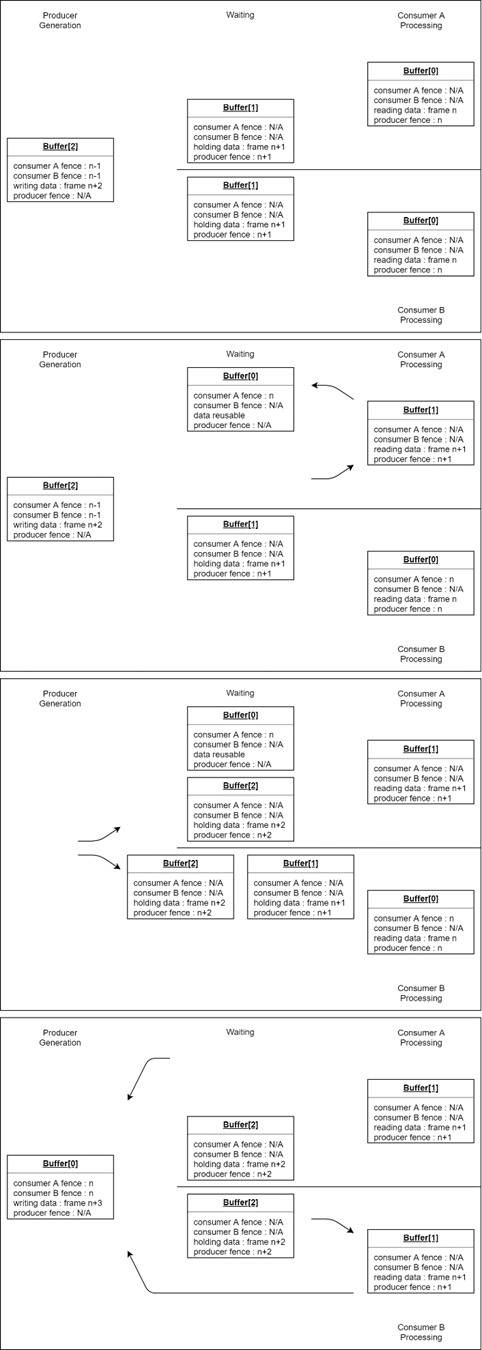 Producer
Generation
Waiting
Consumer A
Processing
Buffer[0]
consumer A fence : N/A
consumer B fence : N/A
reading data : frame n
producer fence : n
Buffer[1]
consumer A fence : N/A
consumer B fence : N/A
holding data : frame n+1
producer fence : n+1
Buffer[2]
consumer A fence : n-1
consumer B fence : n-1
writing data : frame n+2
producer fence : N/A
Buffer[1]
consumer A fence : N/A
consumer B fence : N/A
holding data : frame n+1
producer fence : n+1
Buffer[0]
consumer A fence : N/A
consumer B fence : N/A
reading data : frame n
producer fence : n
Consumer B
Processing
Producer
Generation
Waiting
Consumer A
Processing
Buffer[0]
consumer A fence : n
consumer B fence : N/A
data reusable
producer fence : N/A
Buffer[1]
consumer A fence : N/A
consumer B fence : N/A
reading data : frame n+1
producer fence : n+1
Buffer[2]
consumer A fence : n-1
consumer B fence : n-1
writing data : frame n+2
producer fence : N/A
Buffer[1]
consumer A fence : N/A
consumer B fence : N/A
holding data : frame n+1
producer fence : n+1
Buffer[0]
consumer A fence : n
consumer B fence : N/A
reading data : frame n
producer fence : n
Consumer B
Processing
Producer
Generation
Waiting
Consumer A
Processing
Buffer[0]
consumer A fence : n
consumer B fence : N/A
data reusable
producer fence : N/A
Buffer[1]
consumer A fence : N/A
consumer B fence : N/A
reading data : frame n+1
producer fence : n+1
Buffer[2]
consumer A fence : N/A
consumer B fence : N/A
holding data : frame n+2
producer fence : n+2
Buffer[2]
consumer A fence : N/A
consumer B fence : N/A
holding data : frame n+2
producer fence : n+2
Buffer[1]
consumer A fence : N/A
consumer B fence : N/A
holding data : frame n+1
producer fence : n+1
Buffer[0]
consumer A fence : n
consumer B fence : N/A
reading data : frame n
producer fence : n
Consumer B
Processing
Producer
Generation
Waiting
Consumer A
Processing
Buffer[1]
consumer A fence : N/A
consumer B fence : N/A
reading data : frame n+1
producer fence : n+1
Buffer[2]
consumer A fence : N/A
consumer B fence : N/A
holding data : frame n+2
producer fence : n+2
Buffer[0]
consumer A fence : n
consumer B fence : n
writing data : frame n+3
producer fence : N/A
Buffer[2]
consumer A fence : N/A
consumer B fence : N/A
holding data : frame n+2
producer fence : n+2
Buffer[1]
consumer A fence : N/A
consumer B fence : N/A
reading data : frame n+1
producer fence : n+1
Consumer B
Processing